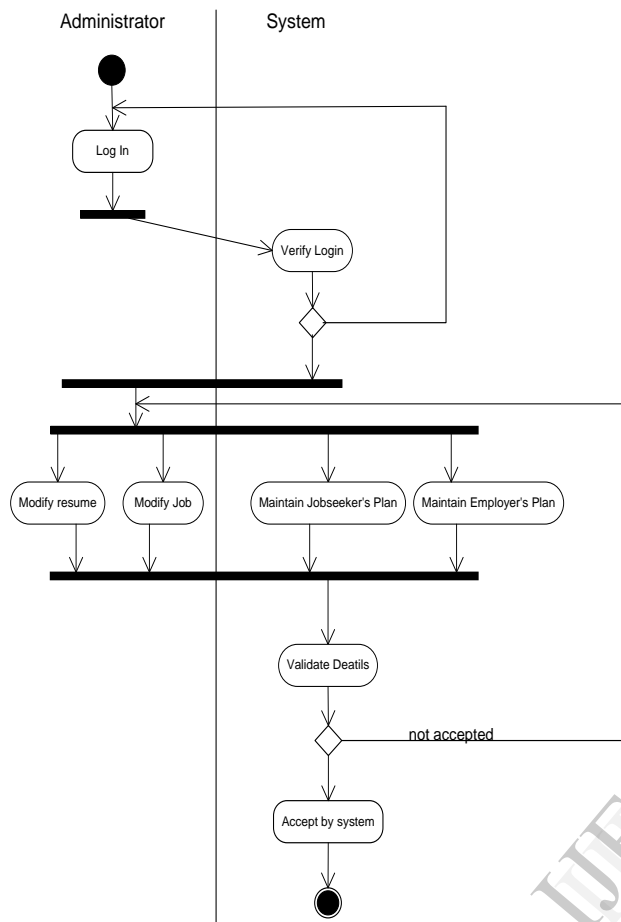 Administrator
System
Log In
Verify Login
Modify resume
Modify Job
Maintain Jobseeker's Plan
Maintain Employer's Plan
Validate Deatils
not accepted
Accept by system